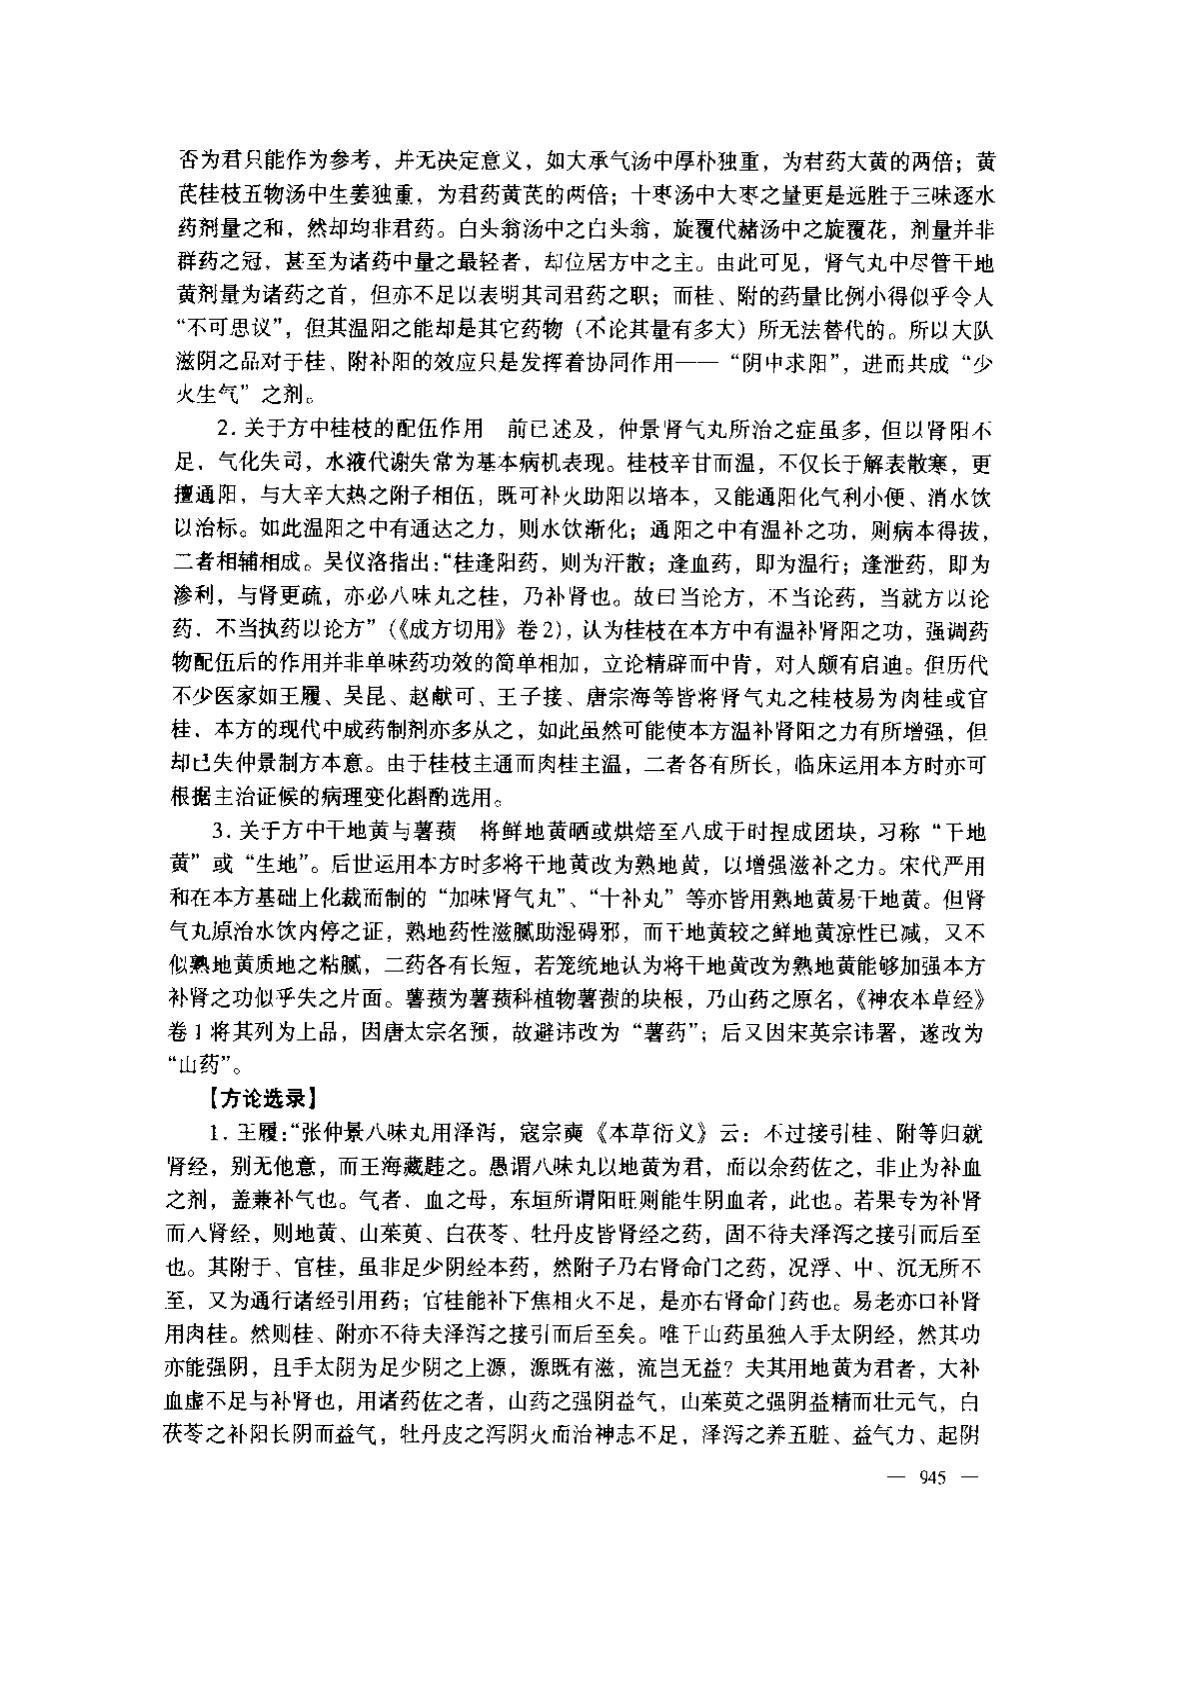 否为君只能作为参考，并无决定意义，如大承气汤中厚朴独重，为君药大黄的两倍；黄
芪桂枝五物汤中生姜独重，为君药黄芪的两倍；十枣汤中大枣之量更是远胜于三味逐水
药剂量之和，然却均非君药。白头翁汤中之白头翁，旋覆代赭汤中之旋覆花，剂量并非
群药之冠，甚至为诸药中量之最轻者，却位居方中之主。由此可见，肾气丸中尽管干地
黄剂量为诸药之首，但亦不足以表明其司君药之职；而桂、附的药量比例小得似乎令人
“不可思议”，但其温阳之能却是其它药物（不论其量有多大）所无法替代的。所以大队
滋阴之品对于桂、附补阳的效应只是发挥着协同作用——“阴中求阳”，进而共成“少
火生气”之剂。
2. 关于方中桂枝的配伍作用　前已述及，仲景肾气丸所治之症虽多，但以肾阳不
足，气化失司，水液代谢失常为基本病机表现。桂枝辛甘而温，不仅长于解表散寒，更
擅通阳，与大辛大热之附子相伍，既可补火助阳以培本，又能通阳化气利小便、消水饮
以治标。如此温阳之中有通达之力，则水饮渐化；通阳之中有温补之功，则病本得拔，
二者相辅相成。吴仪洛指出：“桂逢阳药，则为汗散；逢血药，即为温行；逢泄药，即为
渗利，与肾更疏，亦必八味丸之桂，乃补肾也。故曰当论方，不当论药，当就方以论
药，不当执药以论方”（《成方切用》卷2），认为桂枝在本方中有温补肾阳之功，强调药
物配伍后的作用并非单味药功效的简单相加，立论精辟而中肯，对人颇有启迪。但历代
不少医家如王履、吴昆、赵献可、王子接、唐宗海等皆将肾气丸之桂枝易为肉桂或官
桂，本方的现代中成药制剂亦多从之，如此虽然可能使本方温补肾阳之力有所增强，但
却已失仲景制方本意。由于桂枝主通而肉桂主温，二者各有所长，临床运用本方时亦可
根据主治证候的病理变化斟酌选用。
3. 关于方中干地黄与薯蓣　将鲜地黄晒或烘焙至八成干时捏成团块，习称“干地
黄”或“生地”。后世运用本方时多将干地黄改为熟地黄，以增强滋补之力。宋代严用
和在本方基础上化裁而制的“加味肾气丸”、“十补丸”等亦皆用熟地黄易干地黄。但肾
气丸原治水饮内停之证，熟地药性滋腻助湿碍邪，而干地黄较之鲜地黄凉性已减，又不
似熟地黄质地之粘腻，二药各有长短，若笼统地认为将干地黄改为熟地黄能够加强本方
补肾之功似乎失之片面。薯蓣为薯蓣科植物薯蓣的块根，乃山药之原名，《神农本草经》
卷1将其列为上品，因唐太宗名预，故避讳改为“薯药”；后又因宋英宗讳署，遂改为
“山药”。
【方论选录】
1. 王履：“张仲景八味丸用泽泻，寇宗奭《本草衍义》云：不过接引桂、附等归就
肾经，别无他意，而王海藏韪之。愚谓八味丸以地黄为君，而以余药佐之，非止为补血
之剂，盖兼补气也。气者，血之母，东垣所谓阳旺则能生阴血者，此也。若果专为补肾
而入肾经，则地黄、山茱萸、白茯苓、牡丹皮皆肾经之药，固不待夫泽泻之接引而后至
也。其附子、官桂，虽非足少阴经本药，然附子乃右肾命门之药，况浮、中、沉无所不
至，又为通行诸经引用药；官桂能补下焦相火不足，是亦右肾命门药也。易老亦曰补肾
用肉桂。然则桂、附亦不待夫泽泻之接引而后至矣。唯干山药虽独入手太阴经，然其功
亦能强阴，且手太阴为足少阴之上源，源既有滋，流岂无益？夫其用地黄为君者，大补
血虚不足与补肾也，用诸药佐之者，山药之强阴益气，山茱萸之强阴益精而壮元气，白
茯苓之补阳长阴而益气，牡丹皮之泻阴火而治神志不足，泽泻之养五脏、益气力、起阴
— 945 —